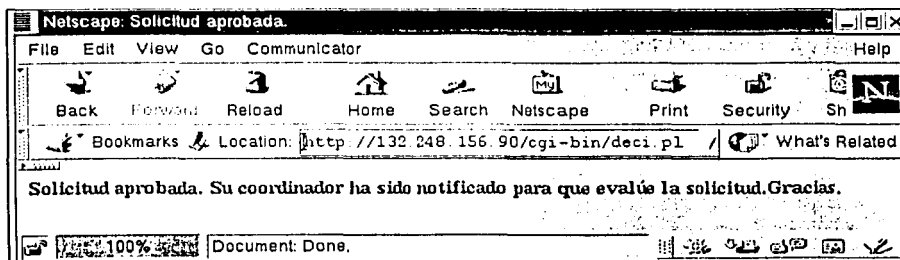 Netscape: Solicitud aprobada.
File Edit View Go Communicator Help
Back Forward Reload Home Search Netscape Print Security Sh
Bookmarks Location: http://132.248.156.90/cgi-bin/deci.pl / What's Related
Solicitud aprobada. Su coordinador ha sido notificado para que evalúe la solicitud.Gracias.
100% Document: Done.